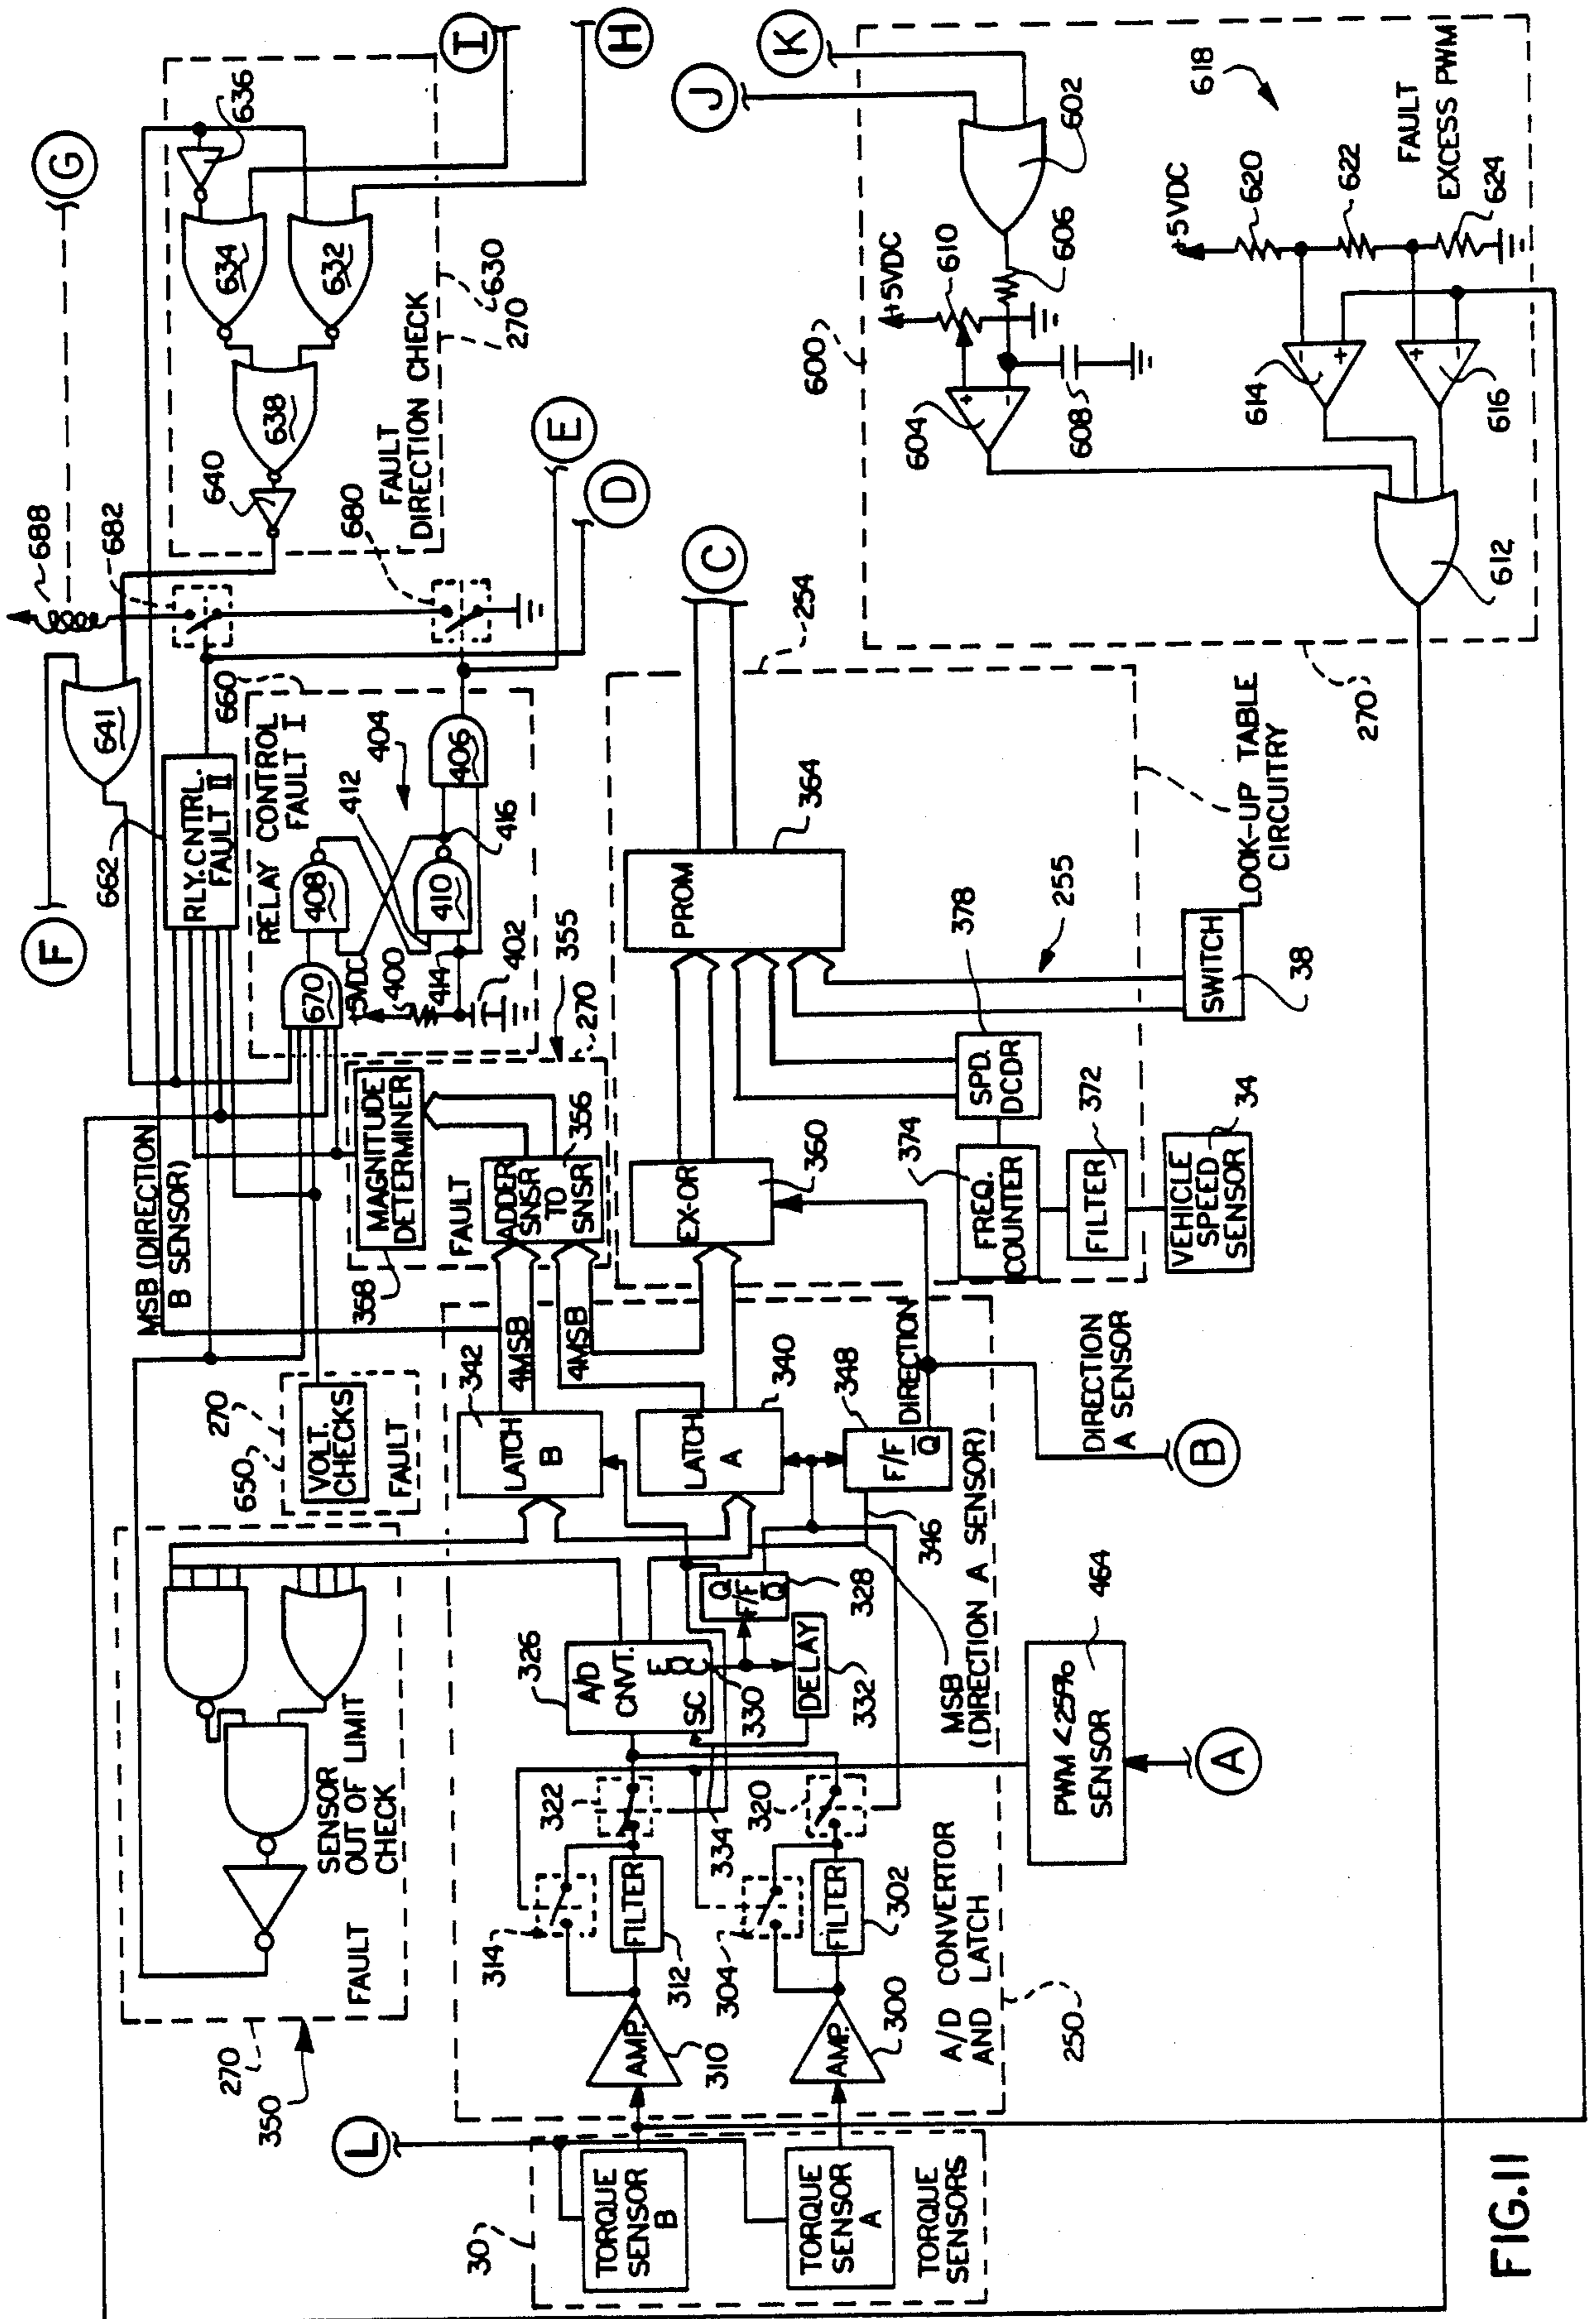 G
688
682
F
641
662
RLY.CNTRL.
FAULT II
660
RELAY CONTROL
FAULT I
670
408
412
404
410
406
416
414
400
402
+5VDC
680
636
634
632
638
640
FAULT
DIRECTION CHECK
630
270
I
H
E
D
J
K
602
+5VDC
610
606
600
604
608
618
+5VDC
620
622
624
FAULT
EXCESS PWM
614
616
612
270
C
254
PROM
364
378
255
SPD.
DCDR
SWITCH
38
LOOK-UP TABLE
CIRCUITRY
355
270
MAGNITUDE
DETERMINER
368
FAULT
366
ADDER
SNSR
TO
SNSR
EX-OR
360
374
FREQ.
COUNTER
372
FILTER
34
VEHICLE
SPEED
SENSOR
MSB (DIRECTION
B SENSOR)
270
650
VOLT.
CHECKS
FAULT
4MSB
4MSB
342
LATCH
B
340
LATCH
A
348
F/F
Q
DIRECTION
DIRECTION
A SENSOR
B
346
MSB
(DIRECTION A SENSOR)
SENSOR
OUT OF LIMIT
CHECK
FAULT
270
350
326
A/D
CNVT.
SC
EOC
330
Q
F/F
Q
328
DELAY
332
334
322
320
314
304
FILTER
312
FILTER
302
AMP.
310
AMP.
300
A/D CONVERTOR
AND LATCH
250
464
PWM <25%
SENSOR
A
L
30
TORQUE
SENSOR
B
TORQUE
SENSOR
A
TORQUE
SENSORS
FIG.11